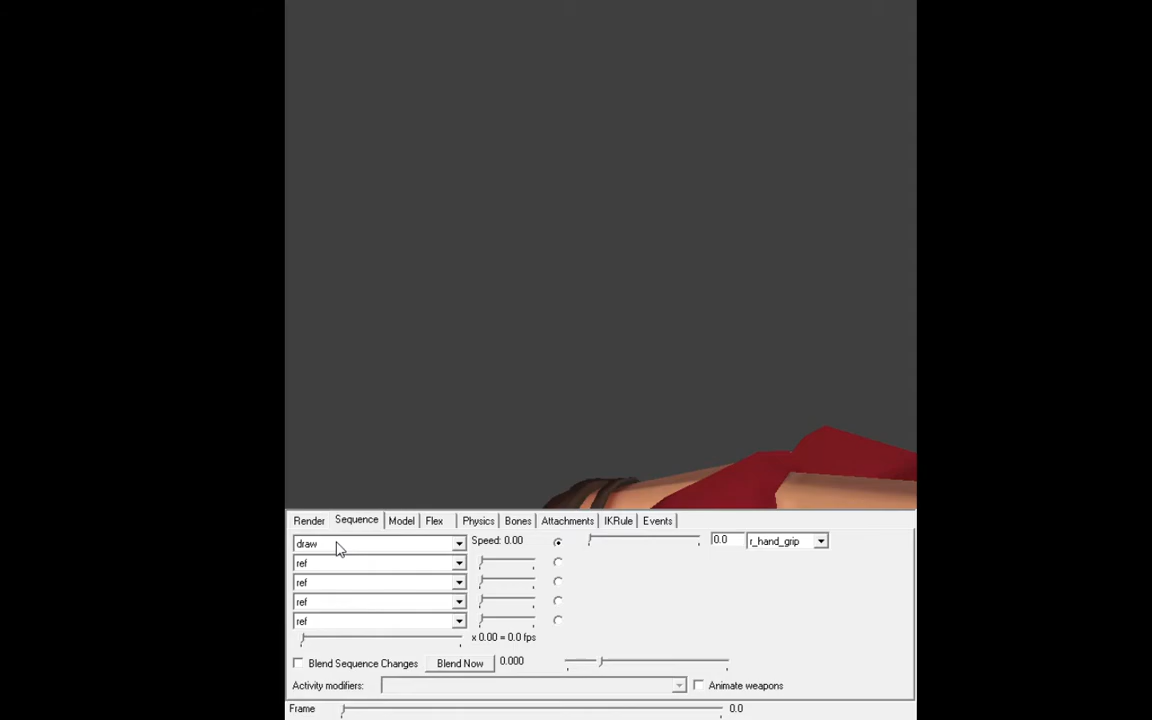 Render Sequence Model Flex Physics Bones Attachments IKRule Events
draw Speed: 0.00 0.0 r_hand_grip
ref
ref
ref
ref
x 0.00 = 0.0 fps
Blend Sequence Changes Blend Now 0.000
Activity modifiers: Animate weapons
Frame 0.0